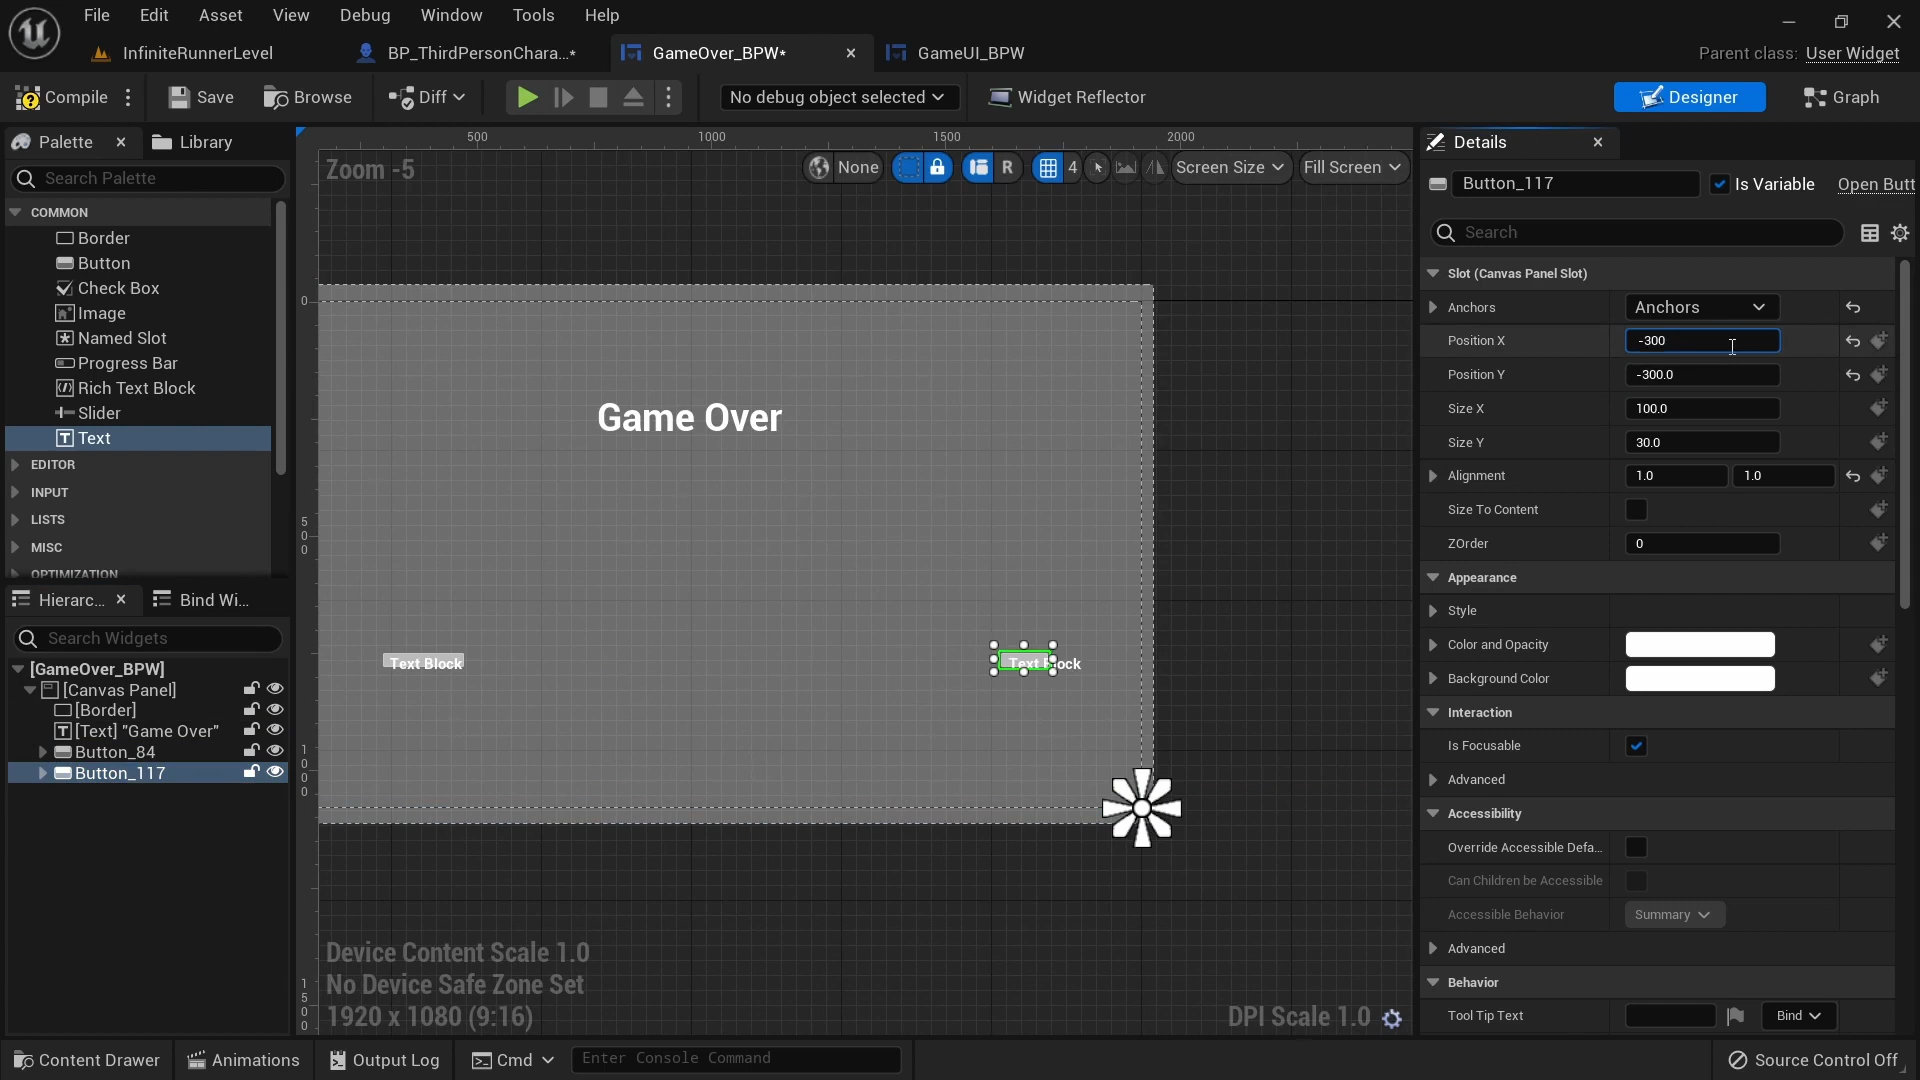 File Edit Asset View Debug Window Tools Help
InfiniteRunnerLevel
BP_ThirdPersonChara...*
GameOver_BPW*
GameUI_BPW
Parent class: User Widget
Compile
Save
Browse
Diff
No debug object selected
Widget Reflector
Designer
Graph
Palette
Library
Search Palette
COMMON
Border
Button
Check Box
Image
Named Slot
Progress Bar
Rich Text Block
Slider
Text
EDITOR
INPUT
LISTS
MISC
OPTIMIZATION
Hierarc...
Bind Wi...
Search Widgets
[GameOver_BPW]
[Canvas Panel]
[Border]
[Text] "Game Over"
Button_84
Button_117
500 1000 1500 2000
Zoom -5
None
R
4
Screen Size
Fill Screen
0
500
1000
1500
Game Over
Text Block
Text Block
Device Content Scale 1.0
No Device Safe Zone Set
1920 x 1080 (9:16)
DPI Scale 1.0
Details
Button_117
Is Variable
Open Butt
Search
Slot (Canvas Panel Slot)
Anchors Anchors
Position X -300
Position Y -300.0
Size X 100.0
Size Y 30.0
Alignment 1.0 1.0
Size To Content
ZOrder 0
Appearance
Style
Color and Opacity
Background Color
Interaction
Is Focusable
Advanced
Accessibility
Override Accessible Defa...
Can Children be Accessible
Accessible Behavior Summary
Advanced
Behavior
Tool Tip Text Bind
Content Drawer
Animations
Output Log
Cmd
Enter Console Command
Source Control Off